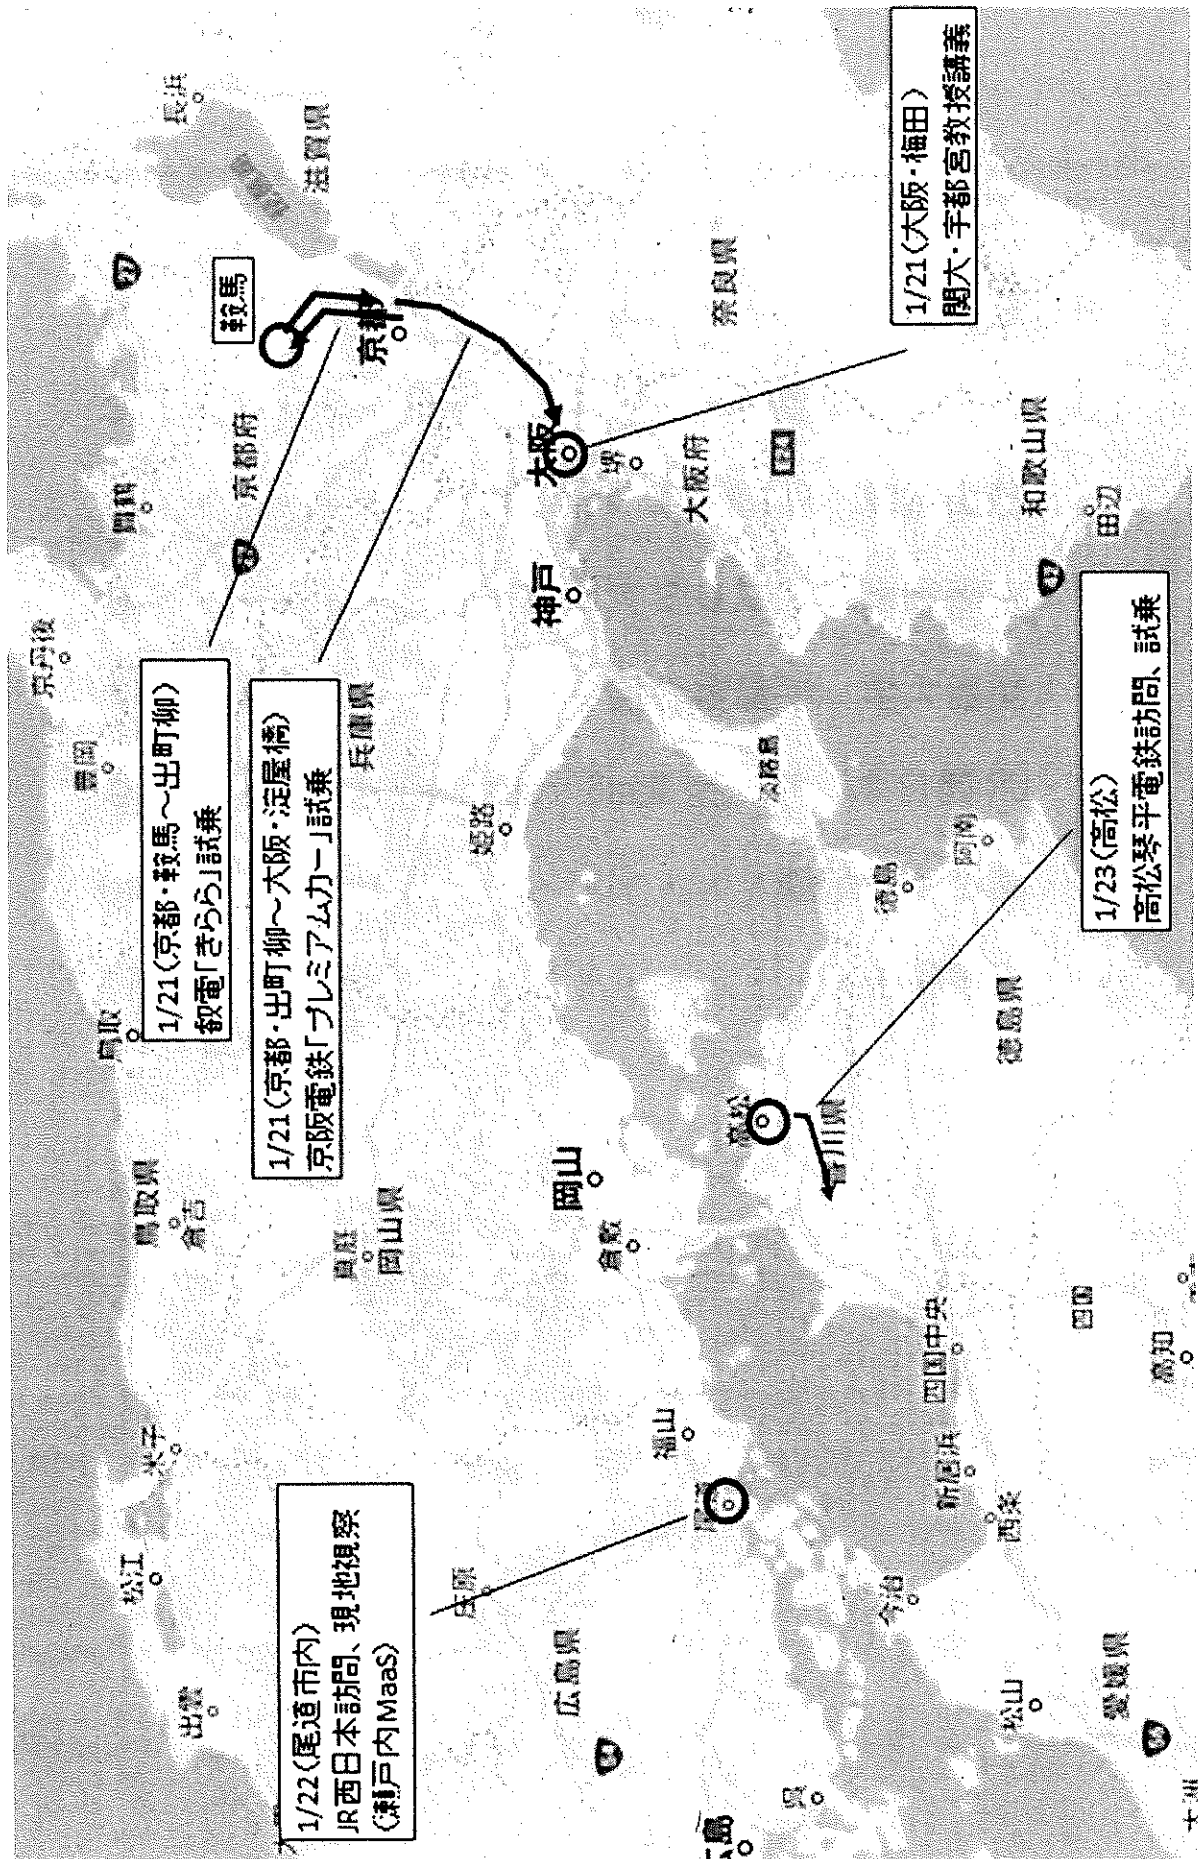 1/21(京都・鞍馬～出町柳)
叡電「きらら」試乗
1/21(京都・出町柳～大阪・淀屋橋)
京阪電鉄「プレミアムカー」試乗
1/22(尾道市内)
JR西日本訪問、現地視察
(瀬戸内MaaS)
1/21(大阪・梅田)
関大・宇都宮教授講義
1/23(高松)
高松琴平電鉄訪問、試乗
鞍馬
長浜
滋賀県
京都
京都府
舞鶴
京丹後
豊岡
鳥取
鳥取県
倉吉
米子
松江
出雲
兵庫県
姫路
神戸
大阪
堺
大阪府
奈良県
和歌山県
田辺
淡路島
徳島
阿南
徳島県
高松
香川県
岡山
倉敷
真庭
岡山県
福山
尾道
庄原
広島県
呉
四国中央
新居浜
西条
今治
松山
愛媛県
四国
高知